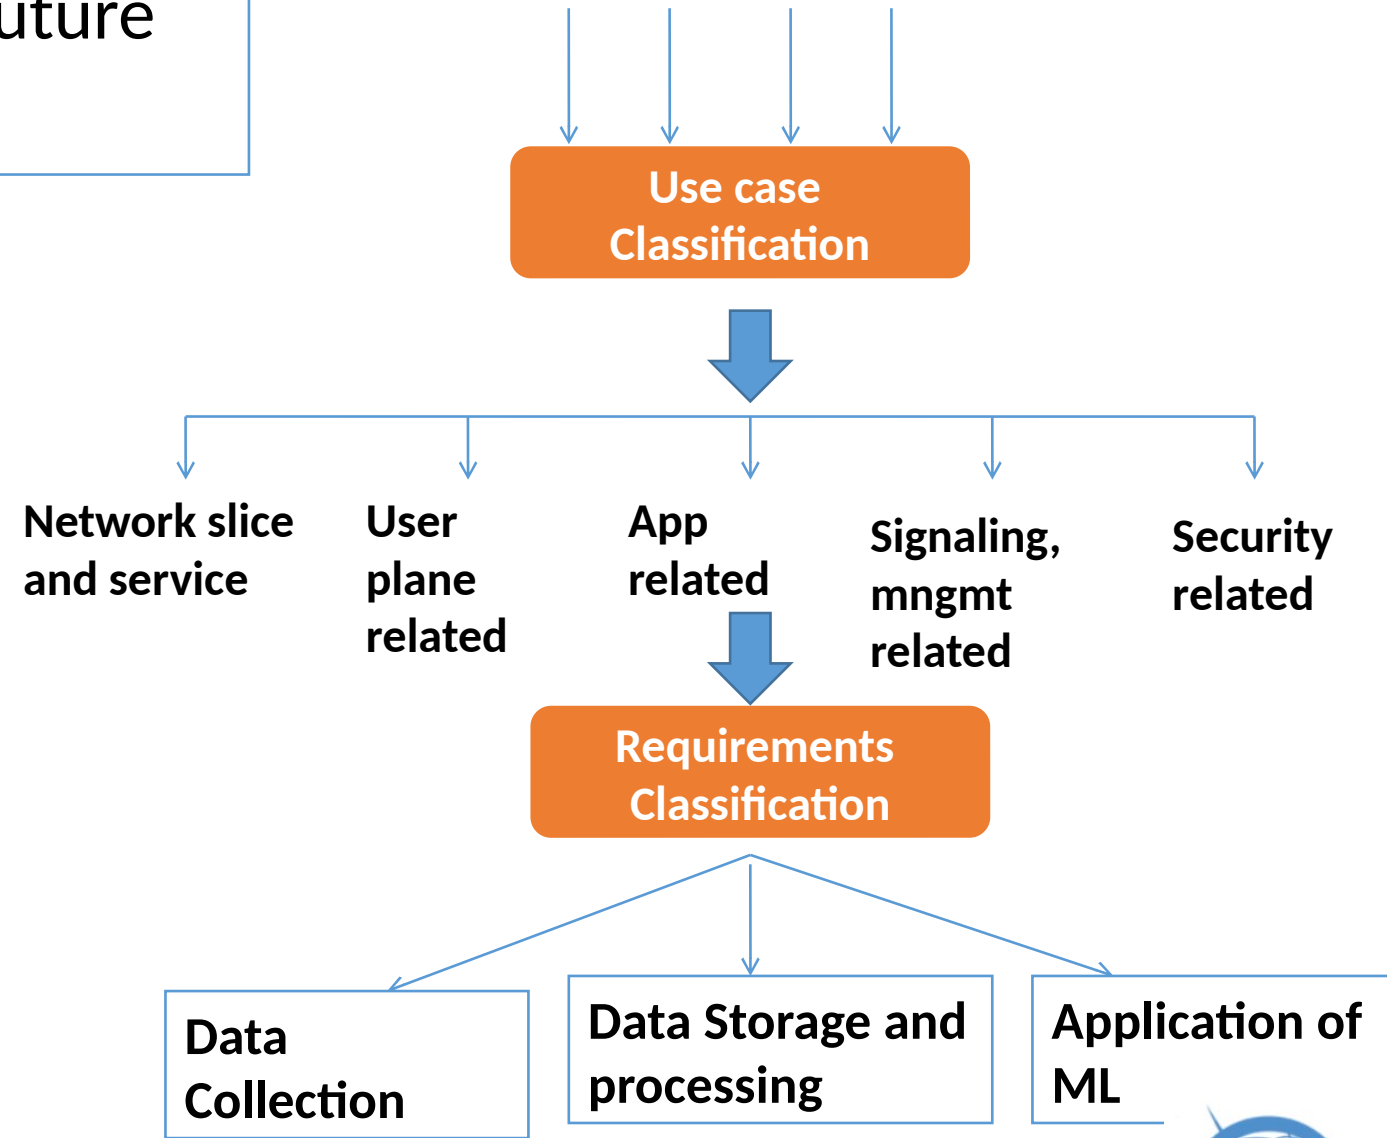 Use case
Classification
Network slice
and service
User
plane
related
App
related
Signaling,
mngmt
related
Security
related
Requirements
Classification
Data
Collection
Data Storage and
processing
Application of
ML